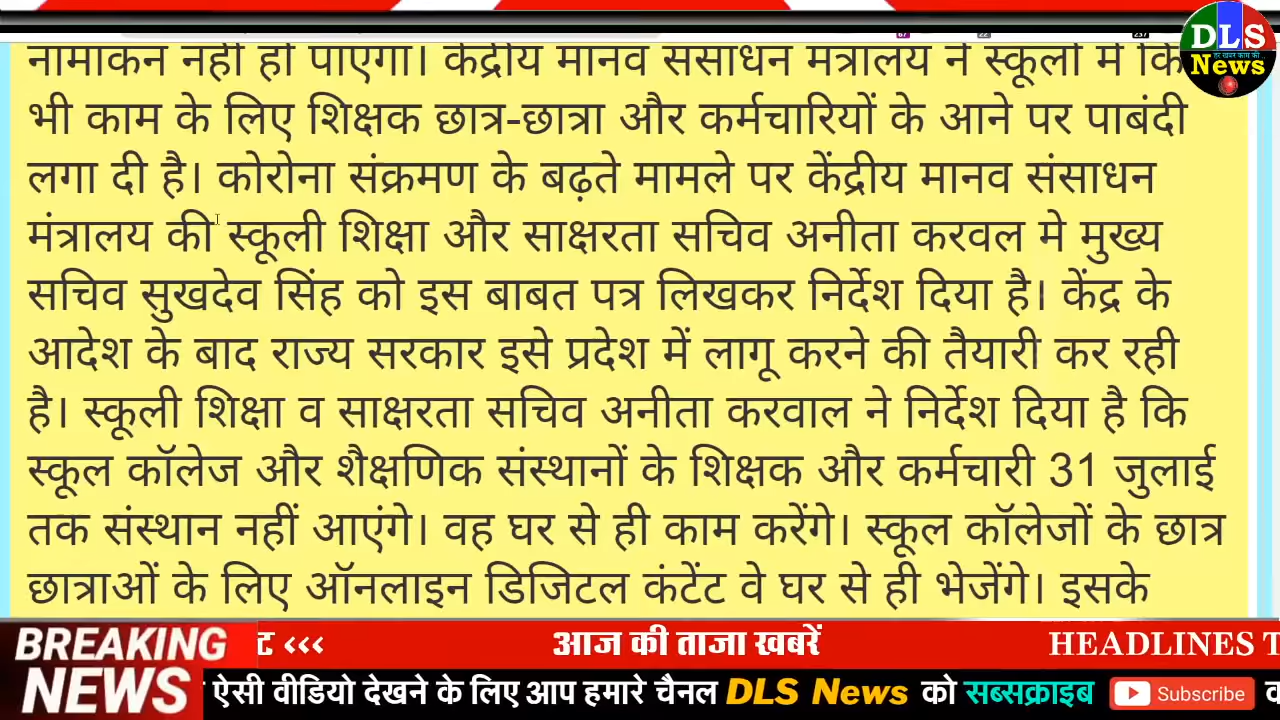 DLS
हर खबर काम की..
News
नामांकन नहीं हो पाएगा। केंद्रीय मानव संसाधन मंत्रालय ने स्कूलों में
भी काम के लिए शिक्षक छात्र-छात्रा और कर्मचारियों के आने पर पाबंदी
लगा दी है। कोरोना संक्रमण के बढ़ते मामले पर केंद्रीय मानव संसाधन
मंत्रालय की स्कूली शिक्षा और साक्षरता सचिव अनीता करवल मे मुख्य
सचिव सुखदेव सिंह को इस बाबत पत्र लिखकर निर्देश दिया है। केंद्र के
आदेश के बाद राज्य सरकार इसे प्रदेश में लागू करने की तैयारी कर रही
है। स्कूली शिक्षा व साक्षरता सचिव अनीता करवाल ने निर्देश दिया है कि
स्कूल कॉलेज और शैक्षणिक संस्थानों के शिक्षक और कर्मचारी 31 जुलाई
तक संस्थान नहीं आएंगे। वह घर से ही काम करेंगे। स्कूल कॉलेजों के छात्र
छात्राओं के लिए ऑनलाइन डिजिटल कंटेंट वे घर से ही भेजेंगे। इसके
BREAKING NEWS
<<< आज की ताजा खबरें HEADLINES T
ऐसी वीडियो देखने के लिए आप हमारे चैनल DLS News को सब्सक्राइब Subscribe